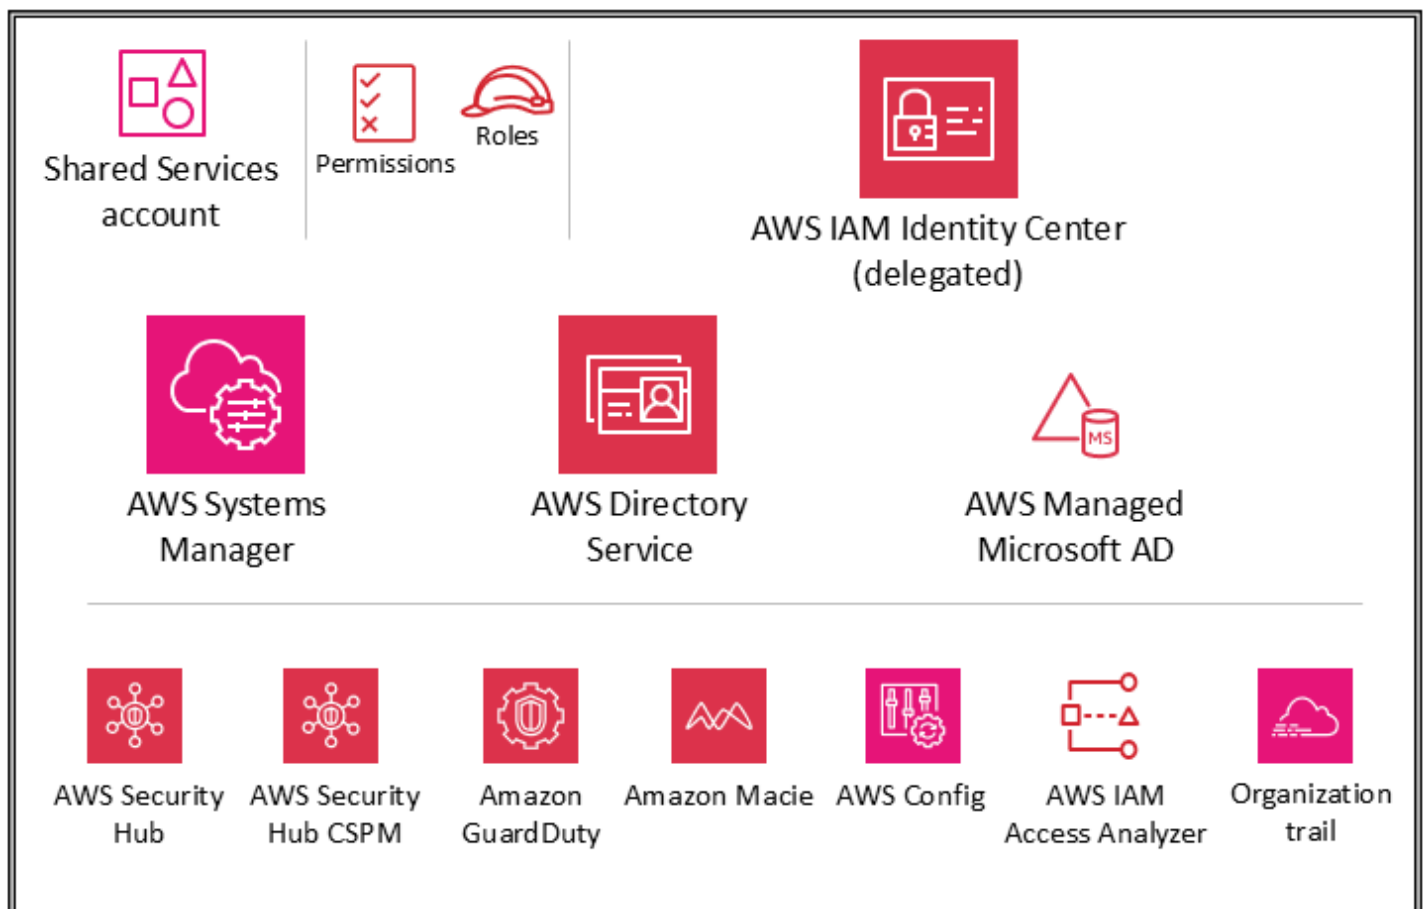 Shared Services
account
Permissions
Roles
AWS IAM Identity Center
(delegated)
AWS Systems
Manager
AWS Directory
Service
MS
AWS Managed
Microsoft AD
AWS Security
Hub
AWS Security
Hub CSPM
Amazon
GuardDuty
Amazon Macie
AWS Config
AWS IAM
Access Analyzer
Organization
trail